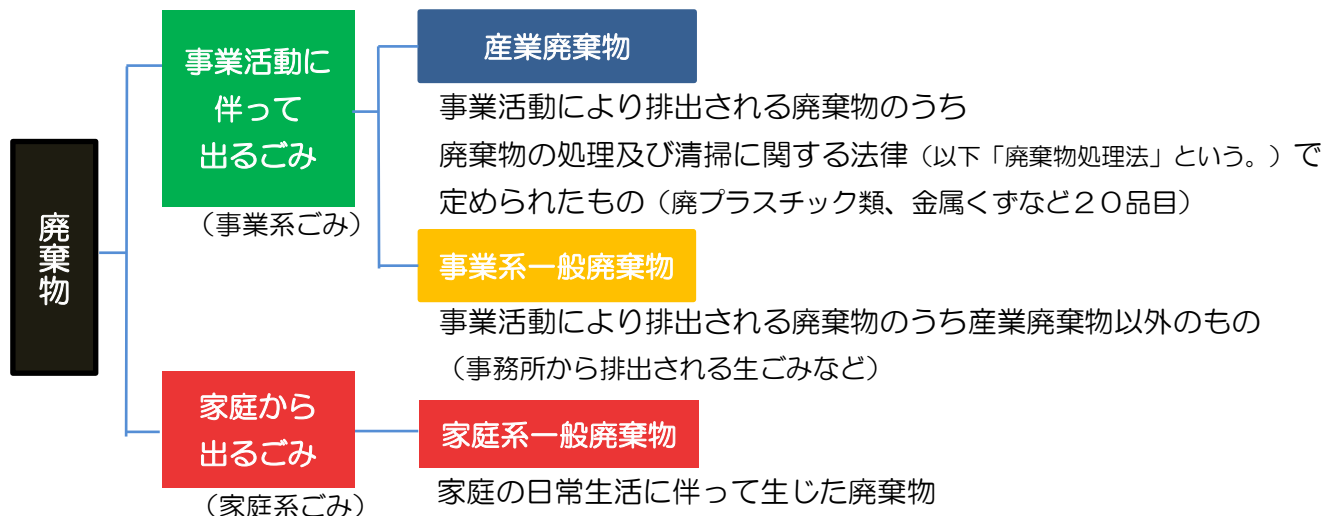 廃棄物
事業活動に
伴って
出るごみ
（事業系ごみ）
産業廃棄物
事業活動により排出される廃棄物のうち
廃棄物の処理及び清掃に関する法律（以下「廃棄物処理法」という。）で
定められたもの（廃プラスチック類、金属くずなど２０品目）
事業系一般廃棄物
事業活動により排出される廃棄物のうち産業廃棄物以外のもの
（事務所から排出される生ごみなど）
家庭から
出るごみ
（家庭系ごみ）
家庭系一般廃棄物
家庭の日常生活に伴って生じた廃棄物